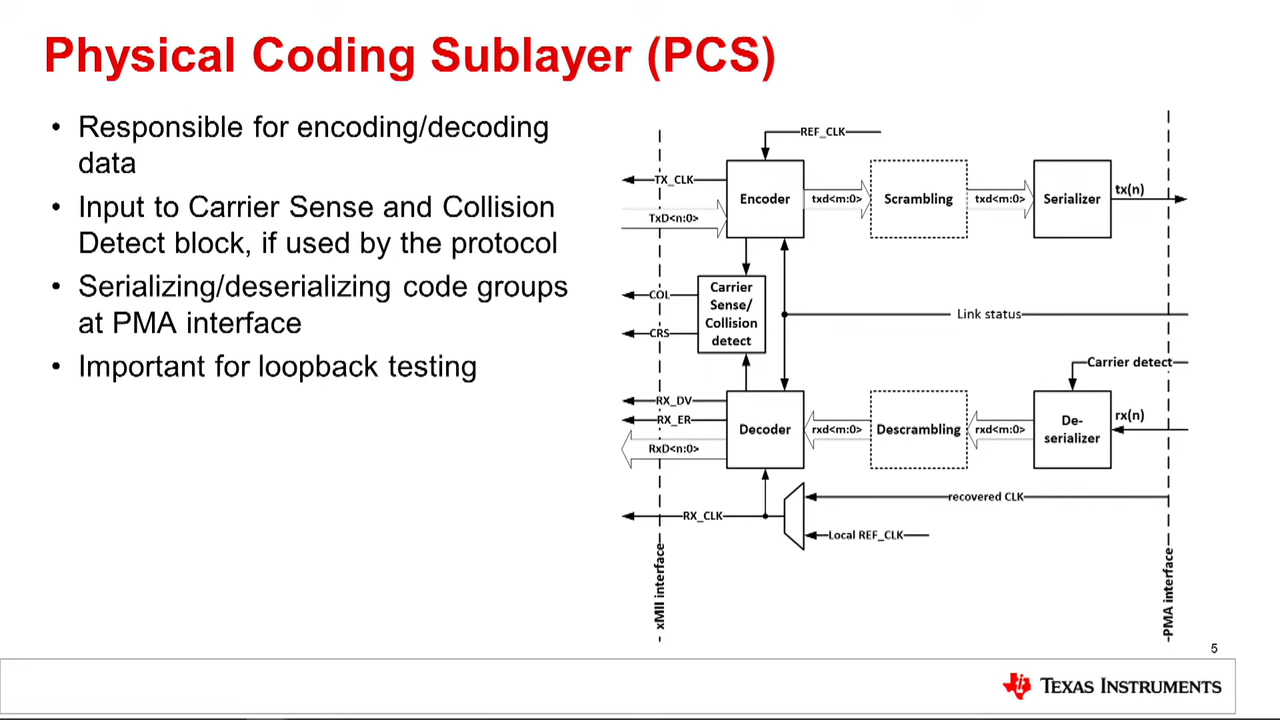 Physical Coding Sublayer (PCS)
• Responsible for encoding/decoding
data
• Input to Carrier Sense and Collision
Detect block, if used by the protocol
• Serializing/deserializing code groups
at PMA interface
• Important for loopback testing
REF_CLK
TX_CLK
TxD<n:0>
Encoder
txd<m:0>
Scrambling
txd<m:0>
Serializer
tx(n)
COL
CRS
Carrier
Sense/
Collision
detect
Link status
Carrier detect
RX_DV
RX_ER
RxD<n:0>
Decoder
rxd<m:0>
Descrambling
rxd<m:0>
De-
serializer
rx(n)
recovered CLK
RX_CLK
Local REF_CLK
xMII interface
PMA interface
5
TEXAS INSTRUMENTS